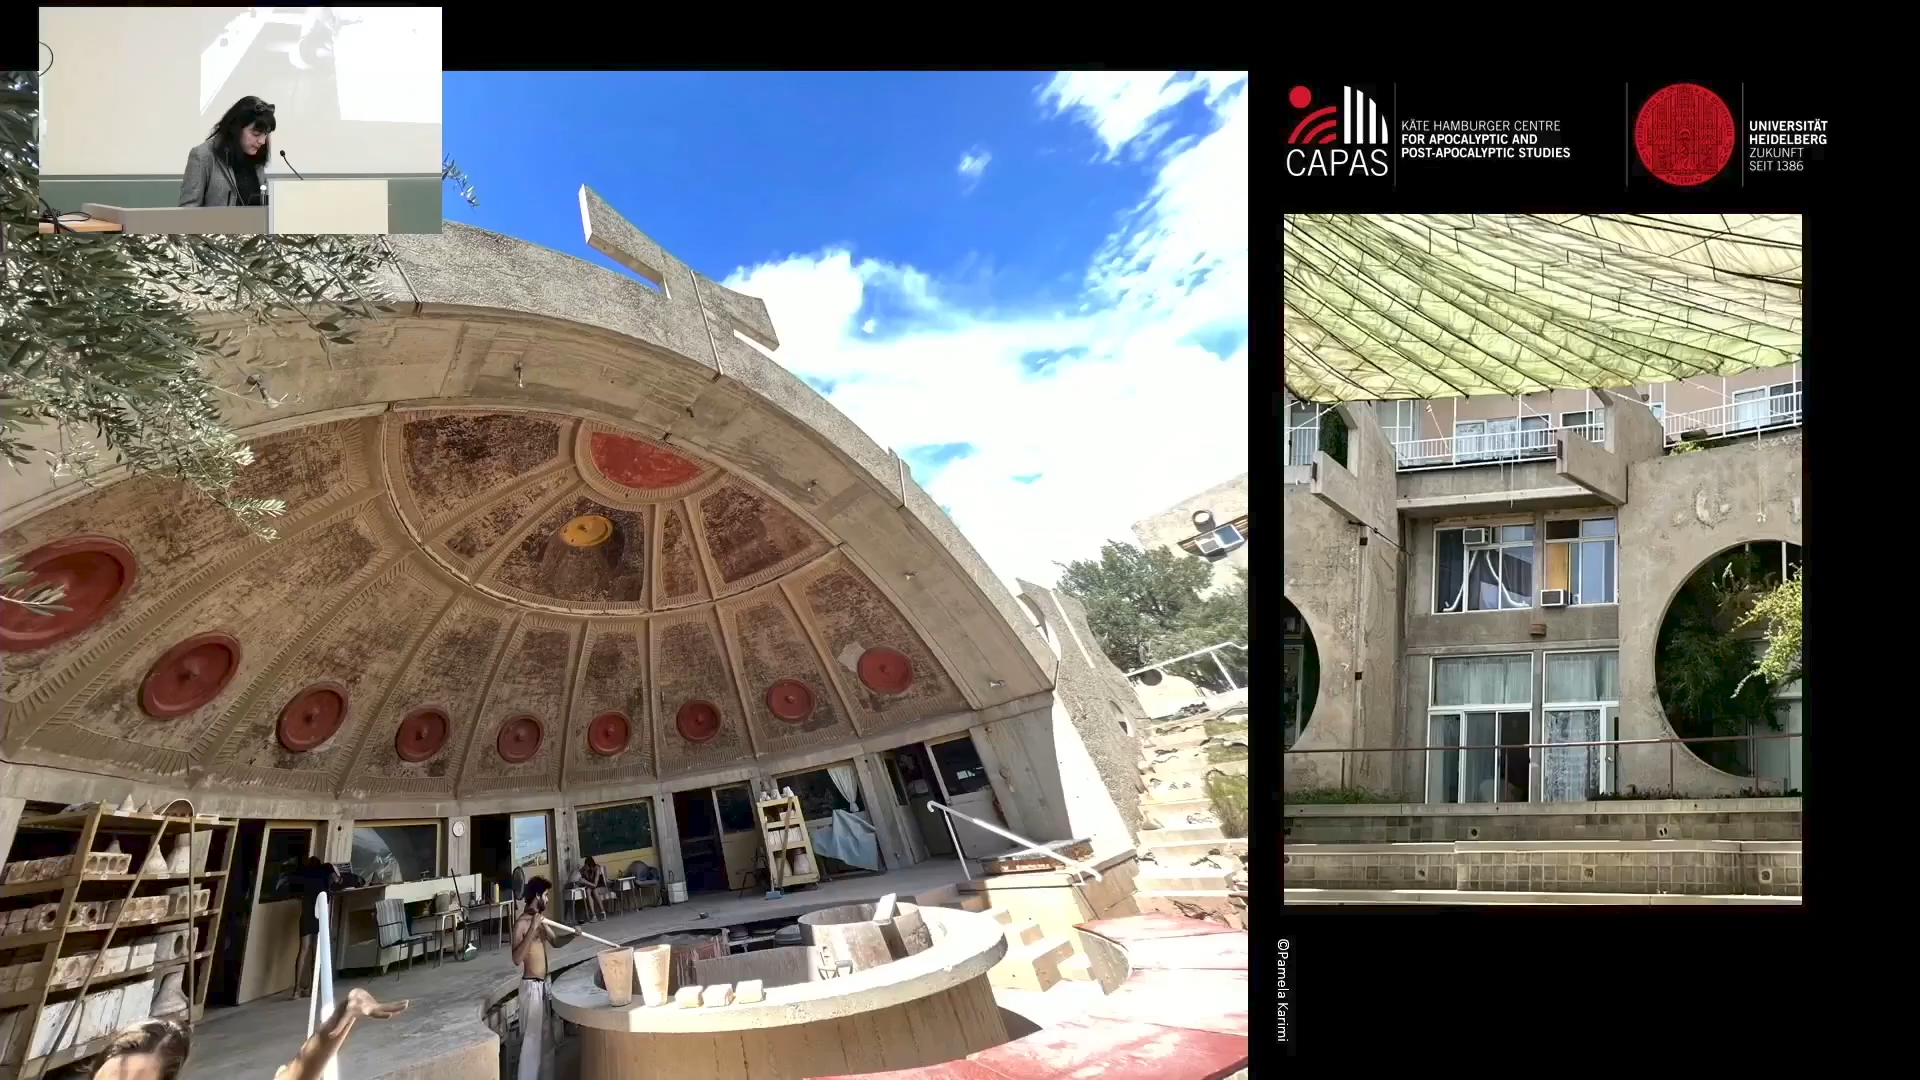 CAPAS
KÄTE HAMBURGER CENTRE
FOR APOCALYPTIC AND
POST-APOCALYPTIC STUDIES
UNIVERSITÄT
HEIDELBERG
ZUKUNFT
SEIT 1386
©Pamela Karimi